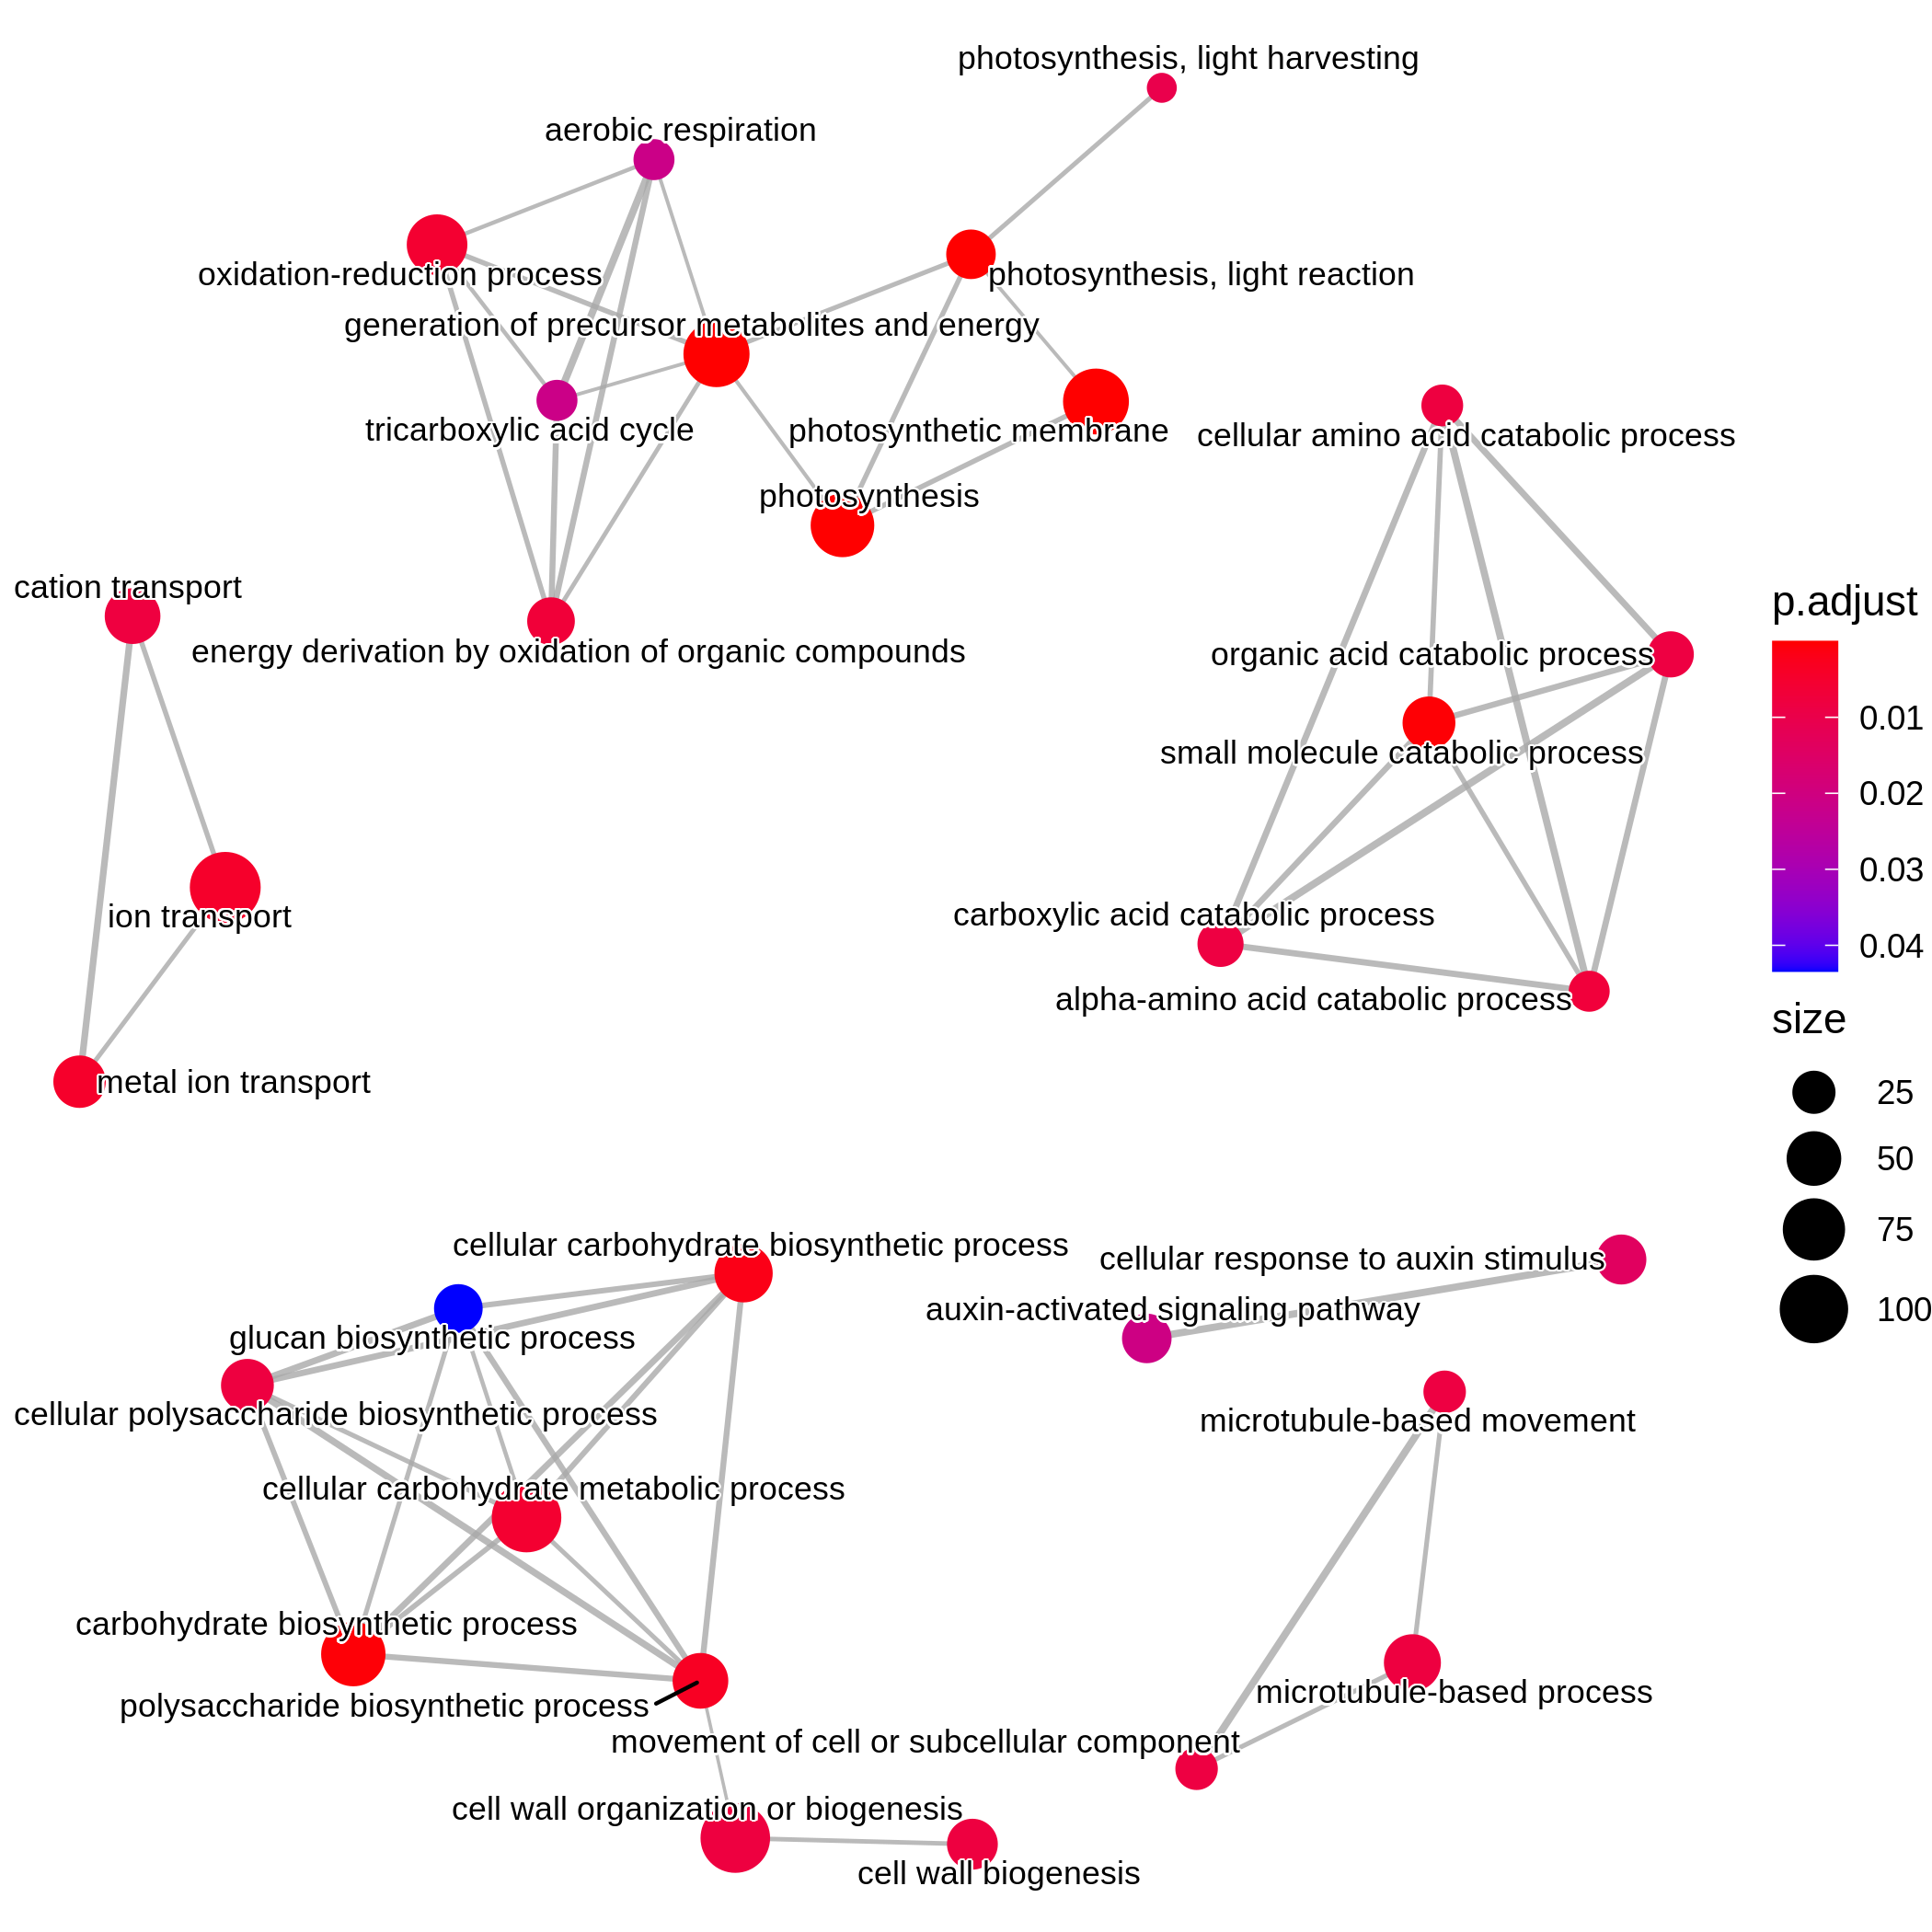 photosynthesis, light harvesting
aerobic respiration
oxidation-reduction process
photosynthesis, light reaction
generation of precursor metabolites and energy
tricarboxylic acid cycle
photosynthetic membrane
cellular amino acid catabolic process
photosynthesis
cation transport
energy derivation by oxidation of organic compounds
organic acid catabolic process
small molecule catabolic process
ion transport
carboxylic acid catabolic process
alpha-amino acid catabolic process
metal ion transport
cellular carbohydrate biosynthetic process
cellular response to auxin stimulus
auxin-activated signaling pathway
glucan biosynthetic process
cellular polysaccharide biosynthetic process
microtubule-based movement
cellular carbohydrate metabolic process
carbohydrate biosynthetic process
microtubule-based process
polysaccharide biosynthetic process
movement of cell or subcellular component
cell wall organization or biogenesis
cell wall biogenesis
p.adjust
0.01
0.02
0.03
0.04
size
25
50
75
100